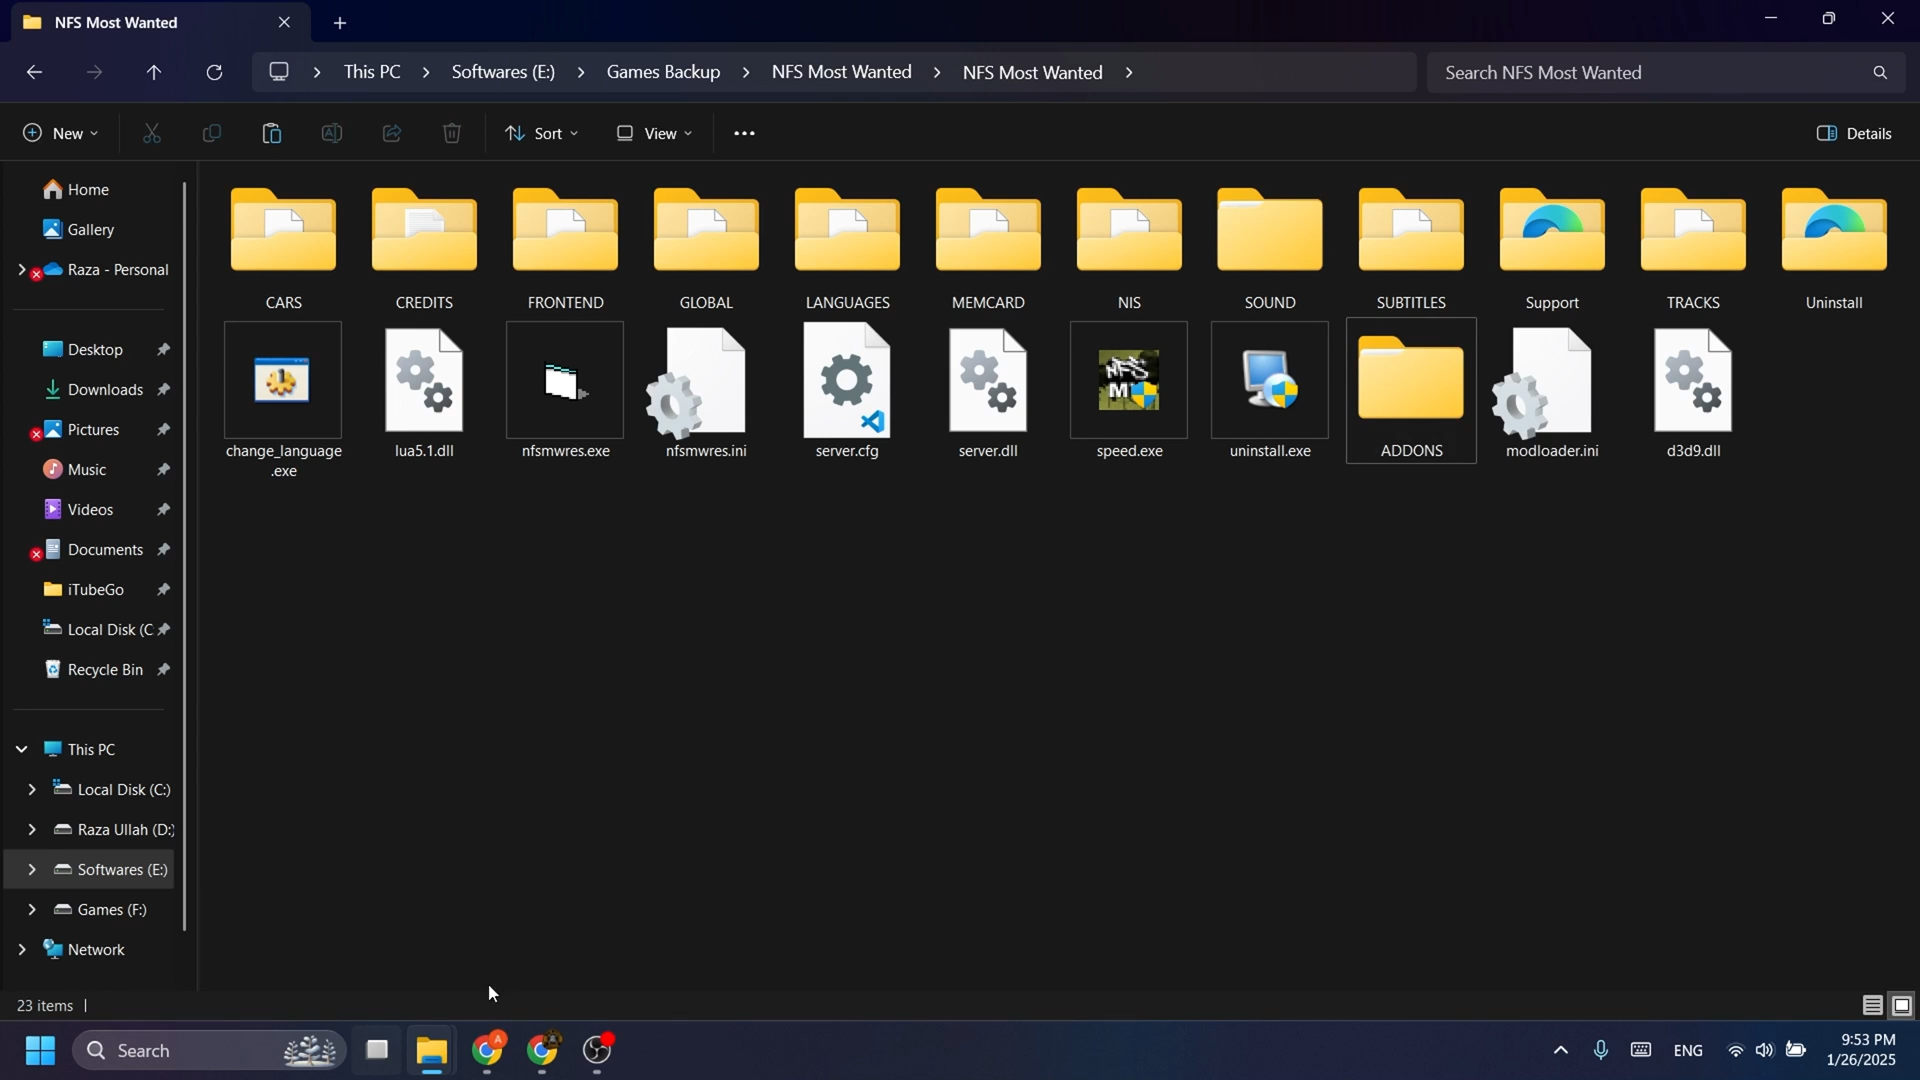 NFS Most Wanted
This PC
Softwares (E:)
Games Backup
NFS Most Wanted
NFS Most Wanted
Search NFS Most Wanted
New
Sort
View
Details
Home
Gallery
Raza - Personal
Desktop
Downloads
Pictures
Music
Videos
Documents
iTubeGo
Local Disk (C
Recycle Bin
This PC
Local Disk (C:)
Raza Ullah (D:)
Softwares (E:)
Games (F:)
Network
CARS
CREDITS
FRONTEND
GLOBAL
LANGUAGES
MEMCARD
NIS
SOUND
SUBTITLES
Support
TRACKS
Uninstall
change_language
.exe
lua5.1.dll
nfsmwres.exe
nfsmwres.ini
server.cfg
server.dll
speed.exe
uninstall.exe
ADDONS
modloader.ini
d3d9.dll
23 items
Search
A
ENG
9:53 PM
1/26/2025